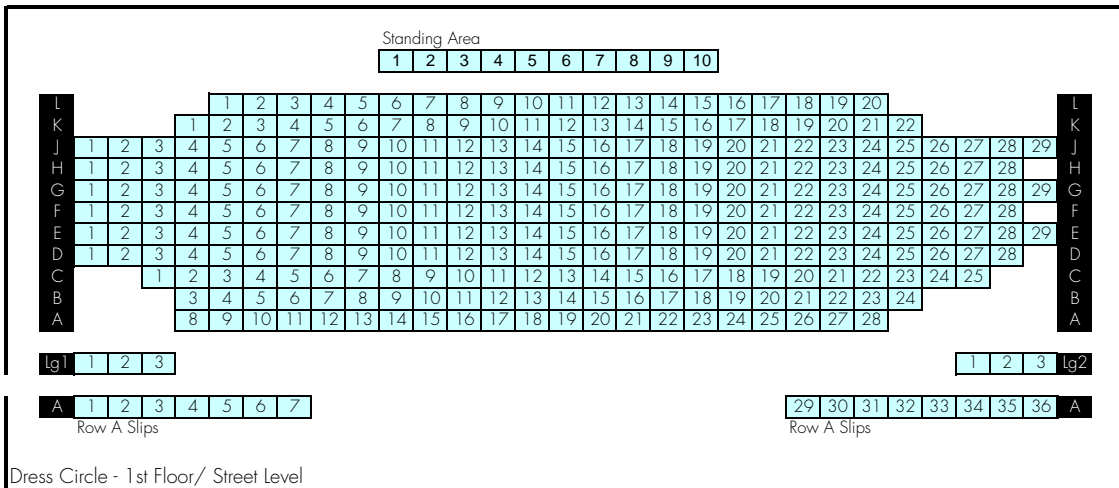 Standing Area
1 2 3 4 5 6 7 8 9 10
L 1 2 3 4 5 6 7 8 9 10 11 12 13 14 15 16 17 18 19 20 L
K 1 2 3 4 5 6 7 8 9 10 11 12 13 14 15 16 17 18 19 20 21 22 K
J 1 2 3 4 5 6 7 8 9 10 11 12 13 14 15 16 17 18 19 20 21 22 23 24 25 26 27 28 29 J
H 1 2 3 4 5 6 7 8 9 10 11 12 13 14 15 16 17 18 19 20 21 22 23 24 25 26 27 28 H
G 1 2 3 4 5 6 7 8 9 10 11 12 13 14 15 16 17 18 19 20 21 22 23 24 25 26 27 28 29 G
F 1 2 3 4 5 6 7 8 9 10 11 12 13 14 15 16 17 18 19 20 21 22 23 24 25 26 27 28 F
E 1 2 3 4 5 6 7 8 9 10 11 12 13 14 15 16 17 18 19 20 21 22 23 24 25 26 27 28 29 E
D 1 2 3 4 5 6 7 8 9 10 11 12 13 14 15 16 17 18 19 20 21 22 23 24 25 26 27 28 D
C 1 2 3 4 5 6 7 8 9 10 11 12 13 14 15 16 17 18 19 20 21 22 23 24 25 C
B 3 4 5 6 7 8 9 10 11 12 13 14 15 16 17 18 19 20 21 22 23 24 B
A 8 9 10 11 12 13 14 15 16 17 18 19 20 21 22 23 24 25 26 27 28 A
Lg1 1 2 3 1 2 3 Lg2
A 1 2 3 4 5 6 7 29 30 31 32 33 34 35 36 A
Row A Slips Row A Slips
Dress Circle - 1st Floor/ Street Level